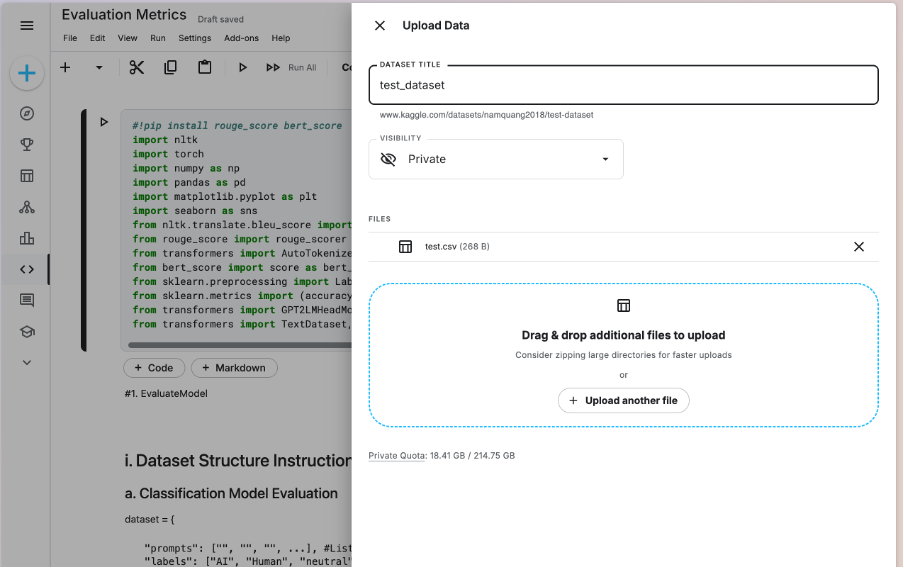 Evaluation Metrics
Draft saved
File Edit View Run Settings Add-ons Help
Run All
#!pip install rouge_score bert_score
import nltk
import torch
import numpy as np
import pandas as pd
import matplotlib.pyplot as plt
import seaborn as sns
from nltk.translate.bleu_score import
from rouge_score import rouge_scorer
from transformers import AutoTokenize
from bert_score import score as bert_
from sklearn.preprocessing import Lab
from sklearn.metrics import (accuracy
from transformers import GPT2LMHeadMo
from transformers import TextDataset,
+ Code + Markdown
#1. EvaluateModel
i. Dataset Structure Instruction
a. Classification Model Evaluation
dataset = {
"prompts": ["", "", "", ...], #List
"labels": ["AI", "Human", "neutral"
Upload Data
DATASET TITLE
test_dataset
www.kaggle.com/datasets/namquang2018/test-dataset
VISIBILITY
Private
FILES
test.csv (268 B)
Drag & drop additional files to upload
Consider zipping large directories for faster uploads
or
+ Upload another file
Private Quota: 18.41 GB / 214.75 GB